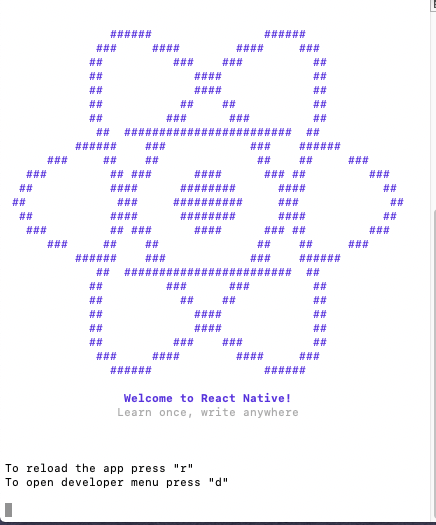 Welcome to React Native!
Learn once, write anywhere
To reload the app press "r"
To open developer menu press "d"